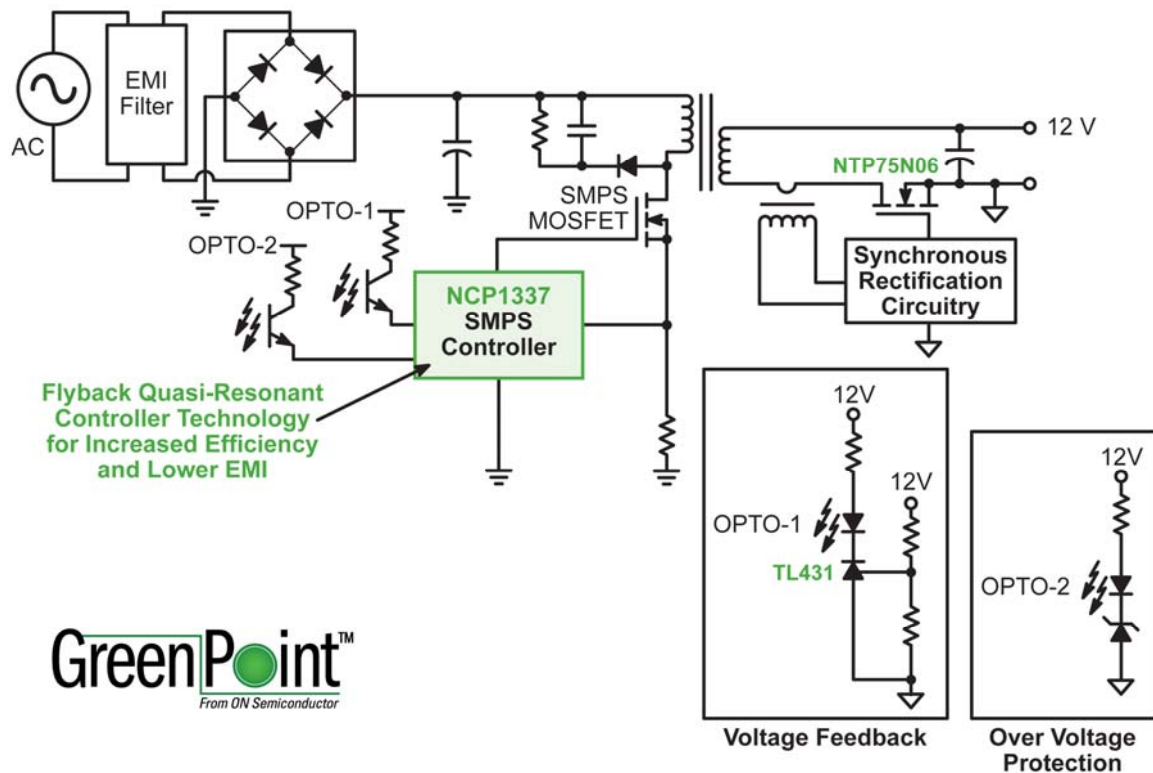 EMI
Filter
AC
12 V
NTP75N06
SMPS
MOSFET
OPTO-1
OPTO-2
Synchronous
Rectification
Circuitry
NCP1337
SMPS
Controller
Flyback Quasi-Resonant
Controller Technology
for Increased Efficiency
and Lower EMI
12V
12V
OPTO-1
TL431
Voltage Feedback
12V
OPTO-2
Over Voltage
Protection
GreenPoint™
From ON Semiconductor